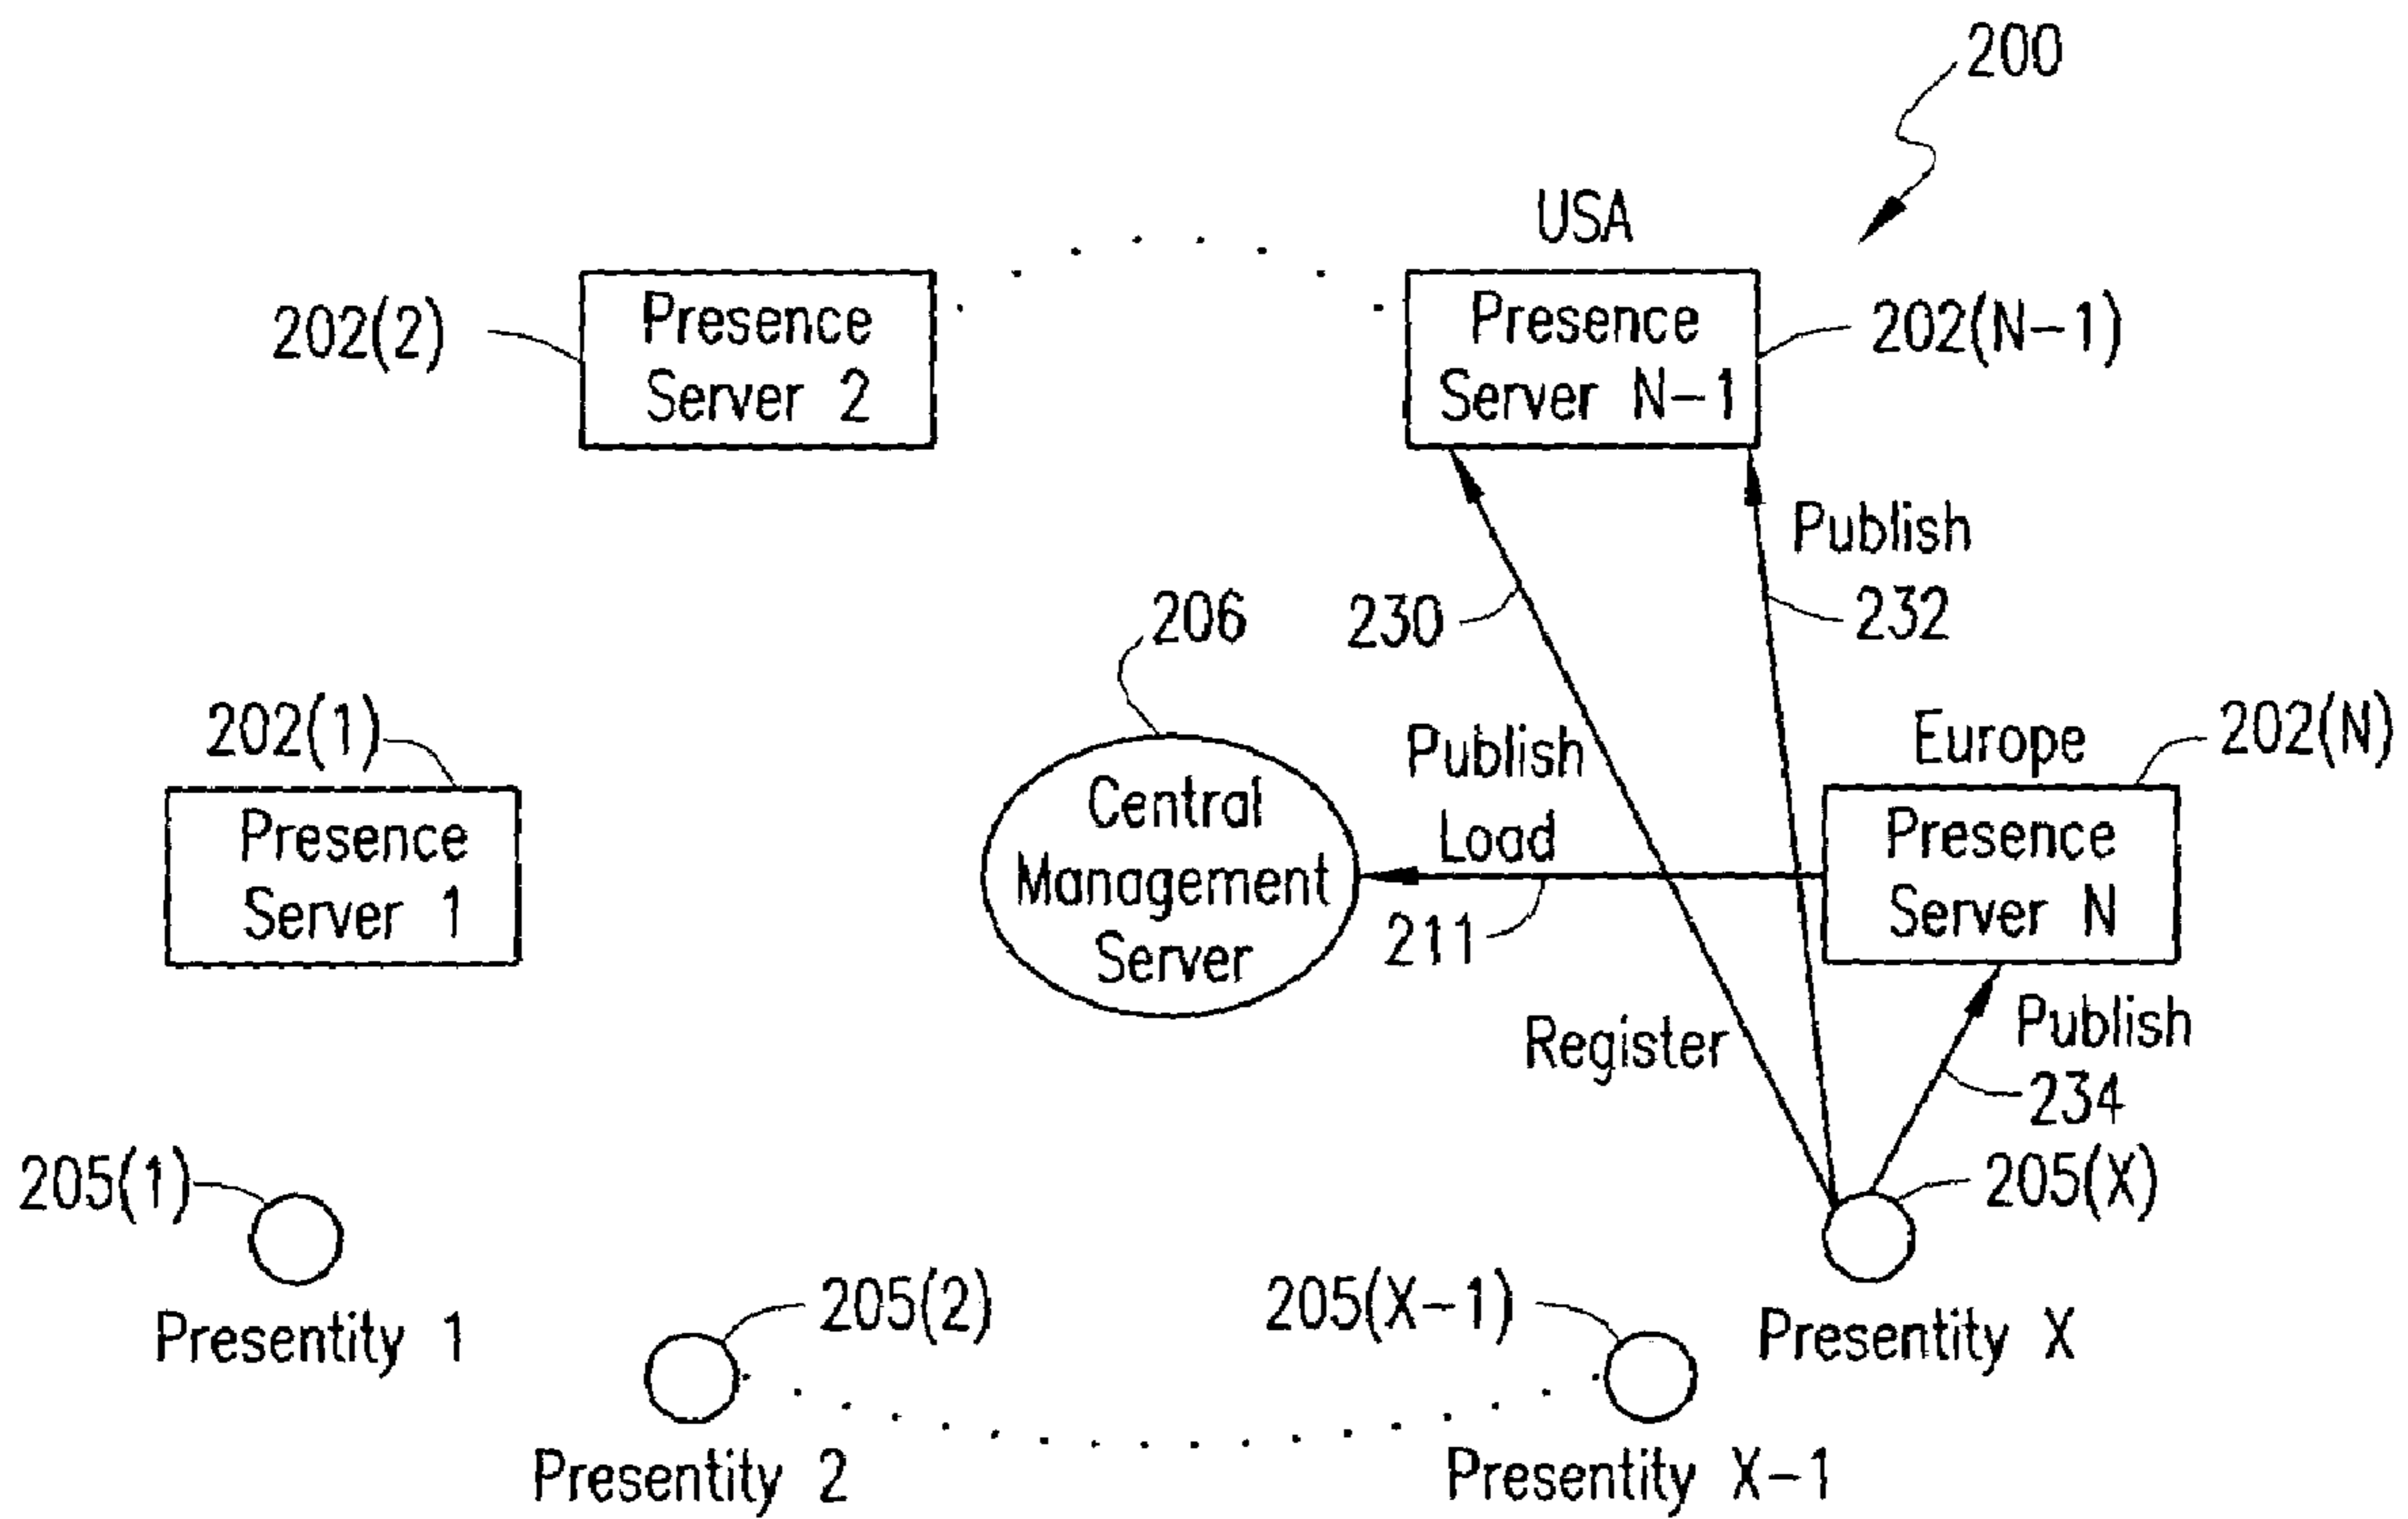 200
USA
202(2)
Presence
Server 2
Presence
Server N-1
202(N-1)
Publish
232
230
206
202(1)
Presence
Server 1
Central
Management
Server
Publish
Load
211
Europe
202(N)
Presence
Server N
Register
Publish
234
205(1)
Presentity 1
205(2)
Presentity 2
205(X-1)
Presentity X-1
205(X)
Presentity X